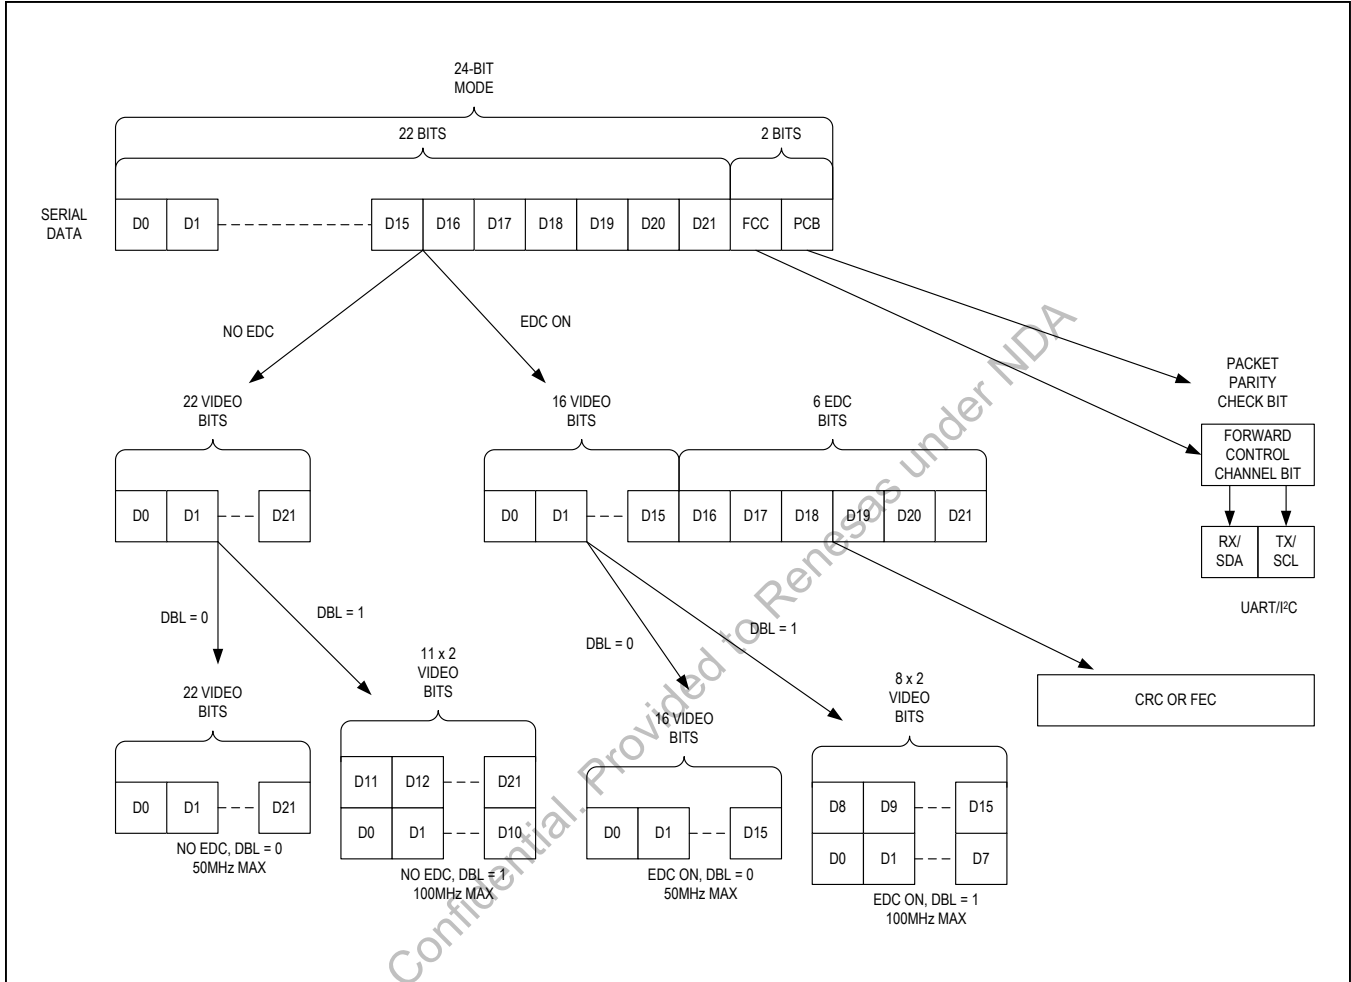 24-BIT
MODE
22 BITS
2 BITS
SERIAL
DATA
D0 D1 D15 D16 D17 D18 D19 D20 D21 FCC PCB
NO EDC
EDC ON
PACKET
PARITY
CHECK BIT
22 VIDEO
BITS
16 VIDEO
BITS
6 EDC
BITS
FORWARD
CONTROL
CHANNEL BIT
D0 D1 D21
D0 D1 D15 D16 D17 D18 D19 D20 D21
RX/
SDA
TX/
SCL
UART/I²C
DBL = 0
DBL = 1
DBL = 0
DBL = 1
22 VIDEO
BITS
11 x 2
VIDEO
BITS
16 VIDEO
BITS
8 x 2
VIDEO
BITS
CRC OR FEC
D0 D1 D21
NO EDC, DBL = 0
50MHz MAX
D11 D12 D21
D0 D1 D10
NO EDC, DBL = 1
100MHz MAX
D0 D1 D15
EDC ON, DBL = 0
50MHz MAX
D8 D9 D15
D0 D1 D7
EDC ON, DBL = 1
100MHz MAX
Confidential. Provided to Renesas under NDA